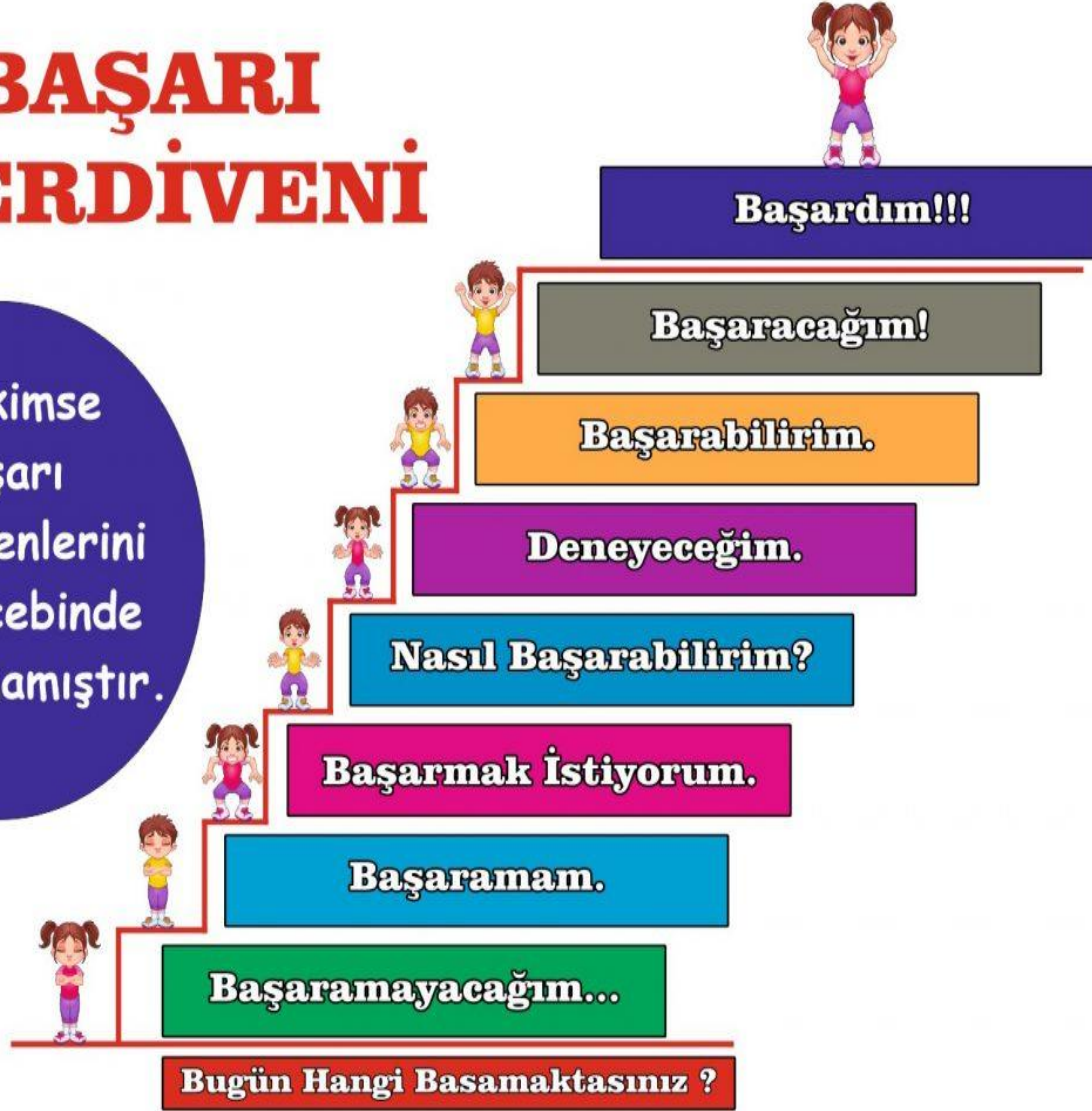 BAŞARI
ERDİVENİ
kimse
şarı
enlerini
cebinde
amıştır.
Başardım!!!
Başaracağım!
Başarabilirim.
Deneyeceğim.
Nasıl Başarabilirim?
Başarmak İstiyorum.
Başaramam.
Başaramayacağım...
Bugün Hangi Basamaktasınız ?